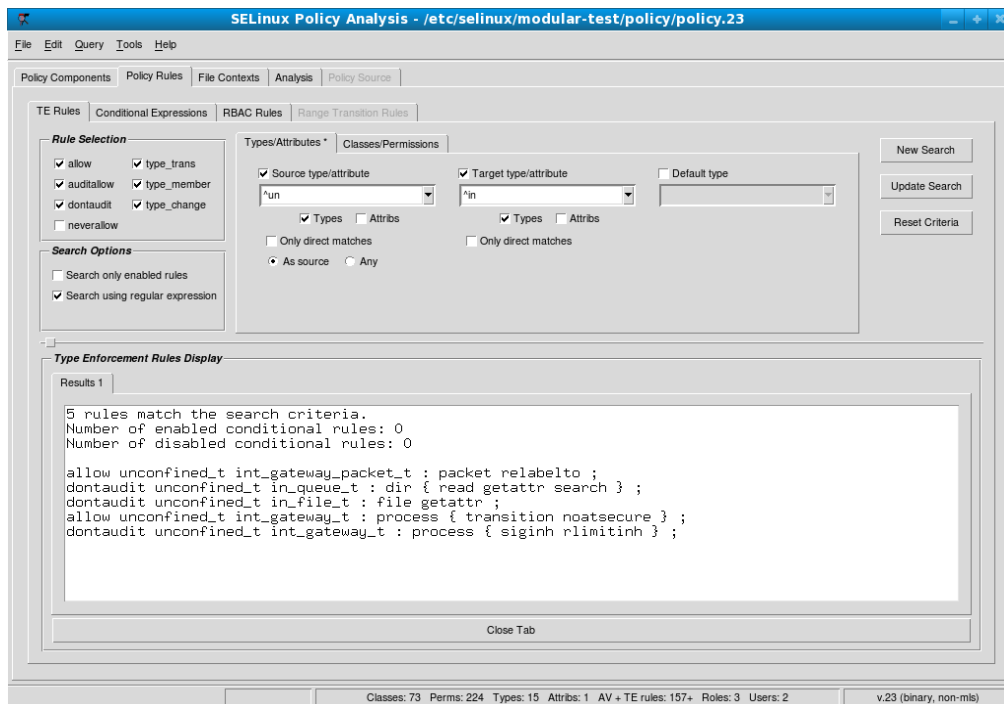 SELinux Policy Analysis - /etc/selinux/modular-test/policy.23
File Edit Query Tools Help
Policy Components Policy Rules File Contexts Analysis Policy Source
TE Rules Conditional Expressions RBAC Rules Range Transition Rules
Rule Selection
allow type_trans
auditallow type_member
dontaudit type_change
neverallow
Search Options
Search only enabled rules
Search using regular expression
Types/Attributes * Classes/Permissions
Source type/attribute Target type/attribute Default type
^un ^in
Types Attribs Types Attribs
Only direct matches Only direct matches
As source Any
New Search
Update Search
Reset Criteria
Type Enforcement Rules Display
Results 1
5 rules match the search criteria.
Number of enabled conditional rules: 0
Number of disabled conditional rules: 0
allow unconfined_t int_gateway_packet_t : packet relabelto ;
dontaudit unconfined_t in_queue_t : dir { read getattr search } ;
dontaudit unconfined_t in_file_t : file getattr ;
allow unconfined_t int_gateway_t : process { transition noatsecure } ;
dontaudit unconfined_t int_gateway_t : process { siginh rlimitinh } ;
Close Tab
Classes: 73 Perms: 224 Types: 15 Attribs: 1 AV + TE rules: 157+ Roles: 3 Users: 2 v.23 (binary, non-mls)